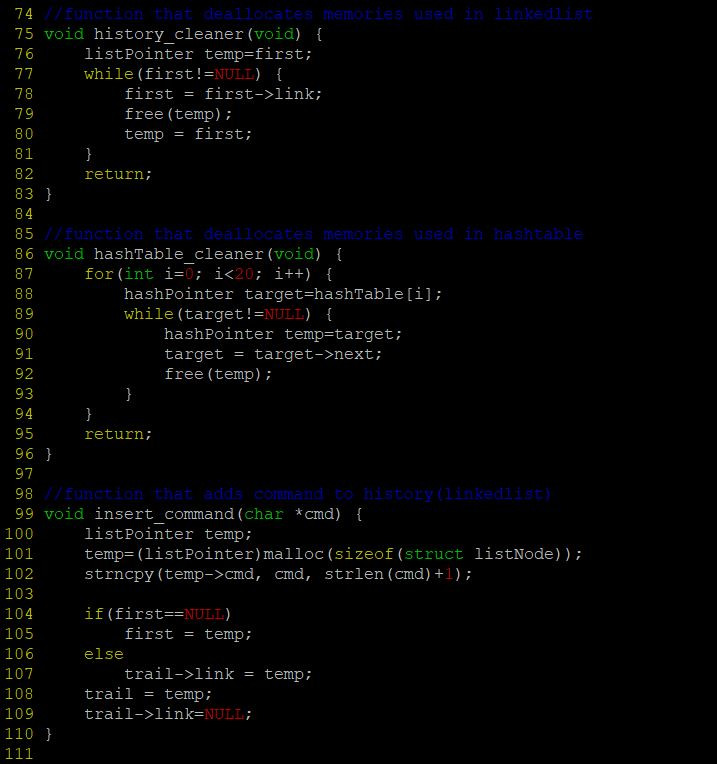 74 //function that deallocates memories used in linkedlist
75 void history_cleaner(void) {
76     listPointer temp=first;
77     while(first!=NULL) {
78         first = first->link;
79         free(temp);
80         temp = first;
81     }
82     return;
83 }
84
85 //function that deallocates memories used in hashtable
86 void hashTable_cleaner(void) {
87     for(int i=0; i<20; i++) {
88         hashPointer target=hashTable[i];
89         while(target!=NULL) {
90             hashPointer temp=target;
91             target = target->next;
92             free(temp);
93         }
94     }
95     return;
96 }
97
98 //function that adds command to history(linkedlist)
99 void insert_command(char *cmd) {
100     listPointer temp;
101     temp=(listPointer)malloc(sizeof(struct listNode));
102     strncpy(temp->cmd, cmd, strlen(cmd)+1);
103
104     if(first==NULL)
105         first = temp;
106     else
107         trail->link = temp;
108     trail = temp;
109     trail->link=NULL;
110 }
111